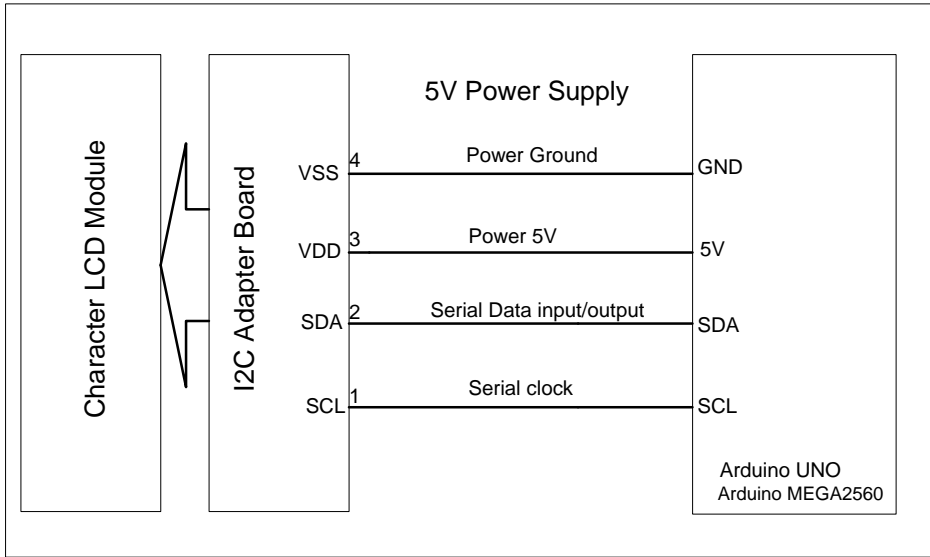 5V Power Supply
Character LCD Module
I2C Adapter Board
VSS 4 Power Ground GND
VDD 3 Power 5V 5V
SDA 2 Serial Data input/output SDA
SCL 1 Serial clock SCL
Arduino UNO
Arduino MEGA2560